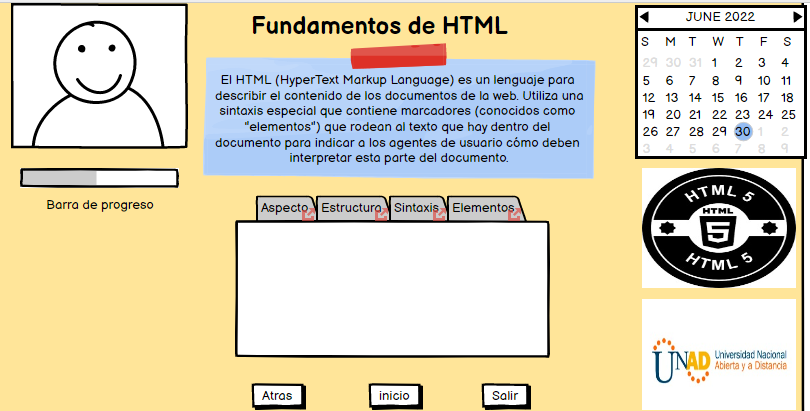 Fundamentos de HTML
El HTML (HyperText Markup Language) es un lenguaje para
describir el contenido de los documentos de la web. Utiliza una
sintaxis especial que contiene marcadores (conocidos como
"elementos") que rodean al texto que hay dentro del
documento para indicar a los agentes de usuario cómo deben
interpretar esta parte del documento.
Barra de progreso
Aspecto Estructura Sintaxis Elementos
Atras inicio Salir
JUNE 2022
S M T W T F S
29 30 31 1 2 3 4
5 6 7 8 9 10 11
12 13 14 15 16 17 18
19 20 21 22 23 24 25
26 27 28 29 30 1 2
3 4 5 6 7 8 9
HTML 5
HTML
5
HTML 5
UNAD Universidad Nacional
Abierta y a Distancia